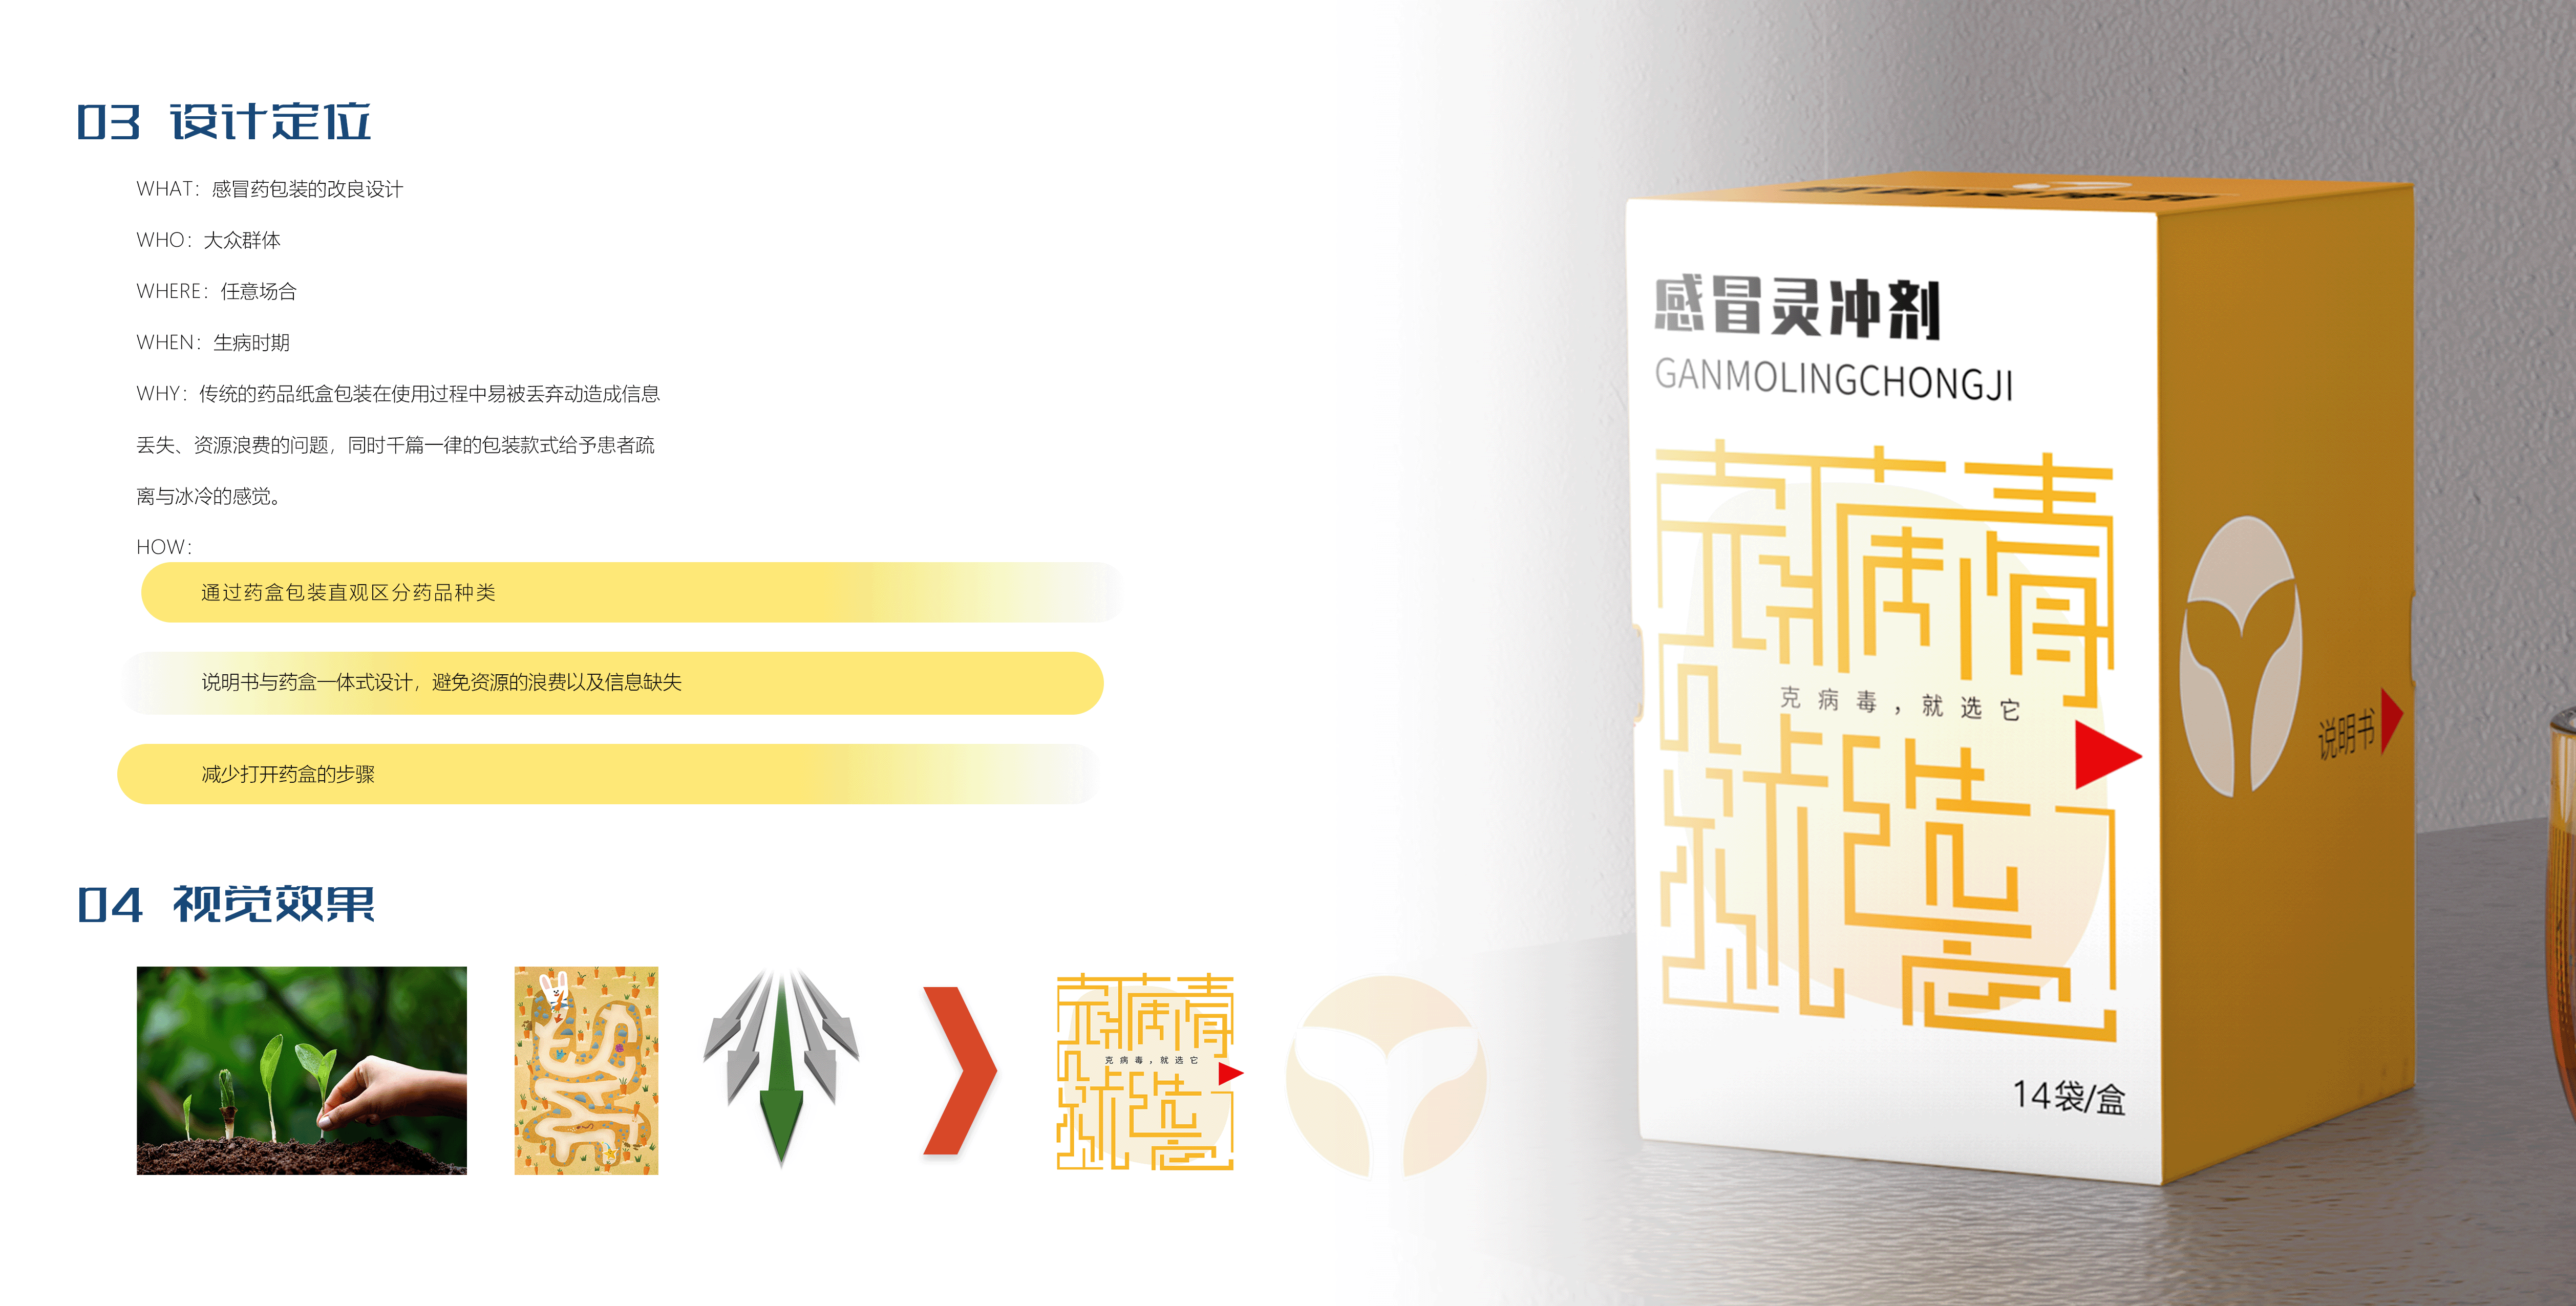 03 设计定位
WHAT：感冒药包装的改良设计
WHO：大众群体
WHERE：任意场合
WHEN：生病时期
WHY：传统的药品纸盒包装在使用过程中易被丢弃动造成信息
丢失、资源浪费的问题，同时千篇一律的包装款式给予患者疏
离与冰冷的感觉。
HOW：
通过药盒包装直观区分药品种类
说明书与药盒一体式设计，避免资源的浪费以及信息缺失
减少打开药盒的步骤
04 视觉效果
克病毒，就选它
感冒灵冲剂
GANMOLINGCHONGJI
克病毒，就选它
14袋/盒
说明书